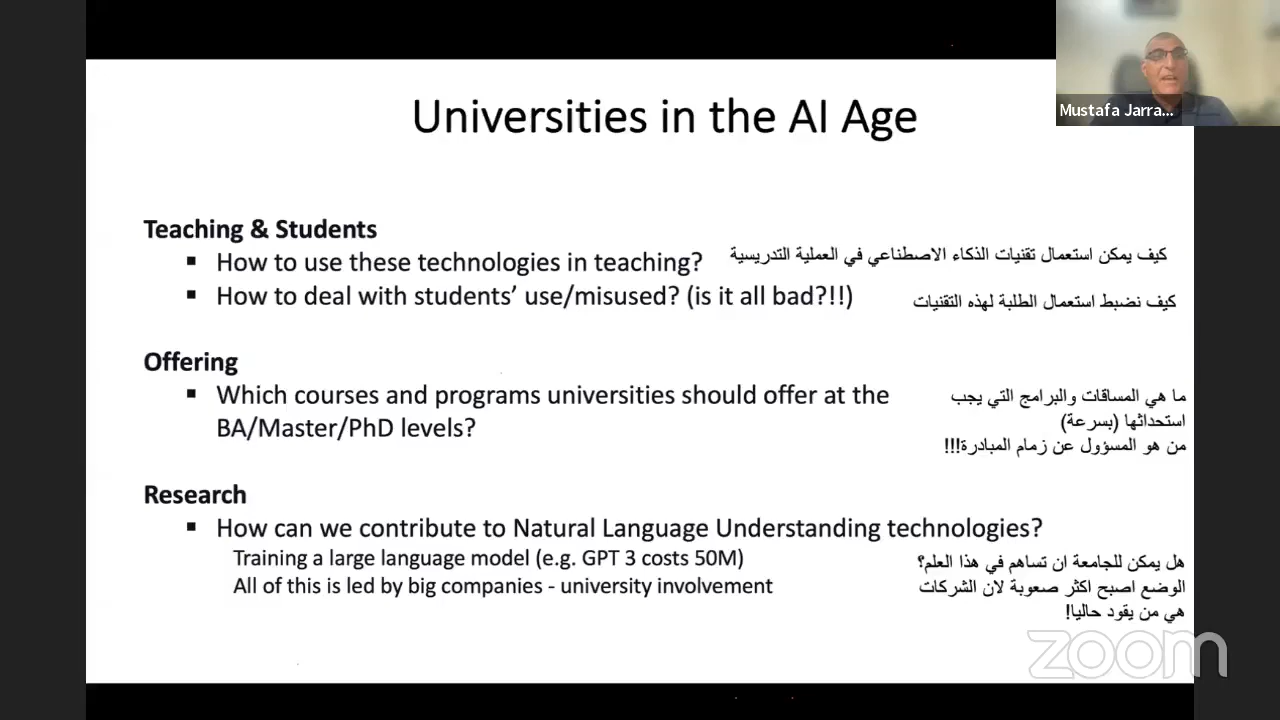 Mustafa Jarra...
Universities in the AI Age
Teaching & Students
▪ How to use these technologies in teaching?
كيف يمكن استعمال تقنيات الذكاء الاصطناعي في العملية التدريسية
▪ How to deal with students’ use/misused? (is it all bad?!!)
كيف نضبط استعمال الطلبة لهذه التقنيات
Offering
▪ Which courses and programs universities should offer at the
BA/Master/PhD levels?
ما هي المساقات والبرامج التي يجب
استحداثها (بسرعة)
من هو المسؤول عن زمام المبادرة!!!
Research
▪ How can we contribute to Natural Language Understanding technologies?
Training a large language model (e.g. GPT 3 costs 50M)
All of this is led by big companies - university involvement
هل يمكن للجامعة ان تساهم في هذا العلم؟
الوضع اصبح اكثر صعوبة لان الشركات
هي من يقود حاليا!
zoom